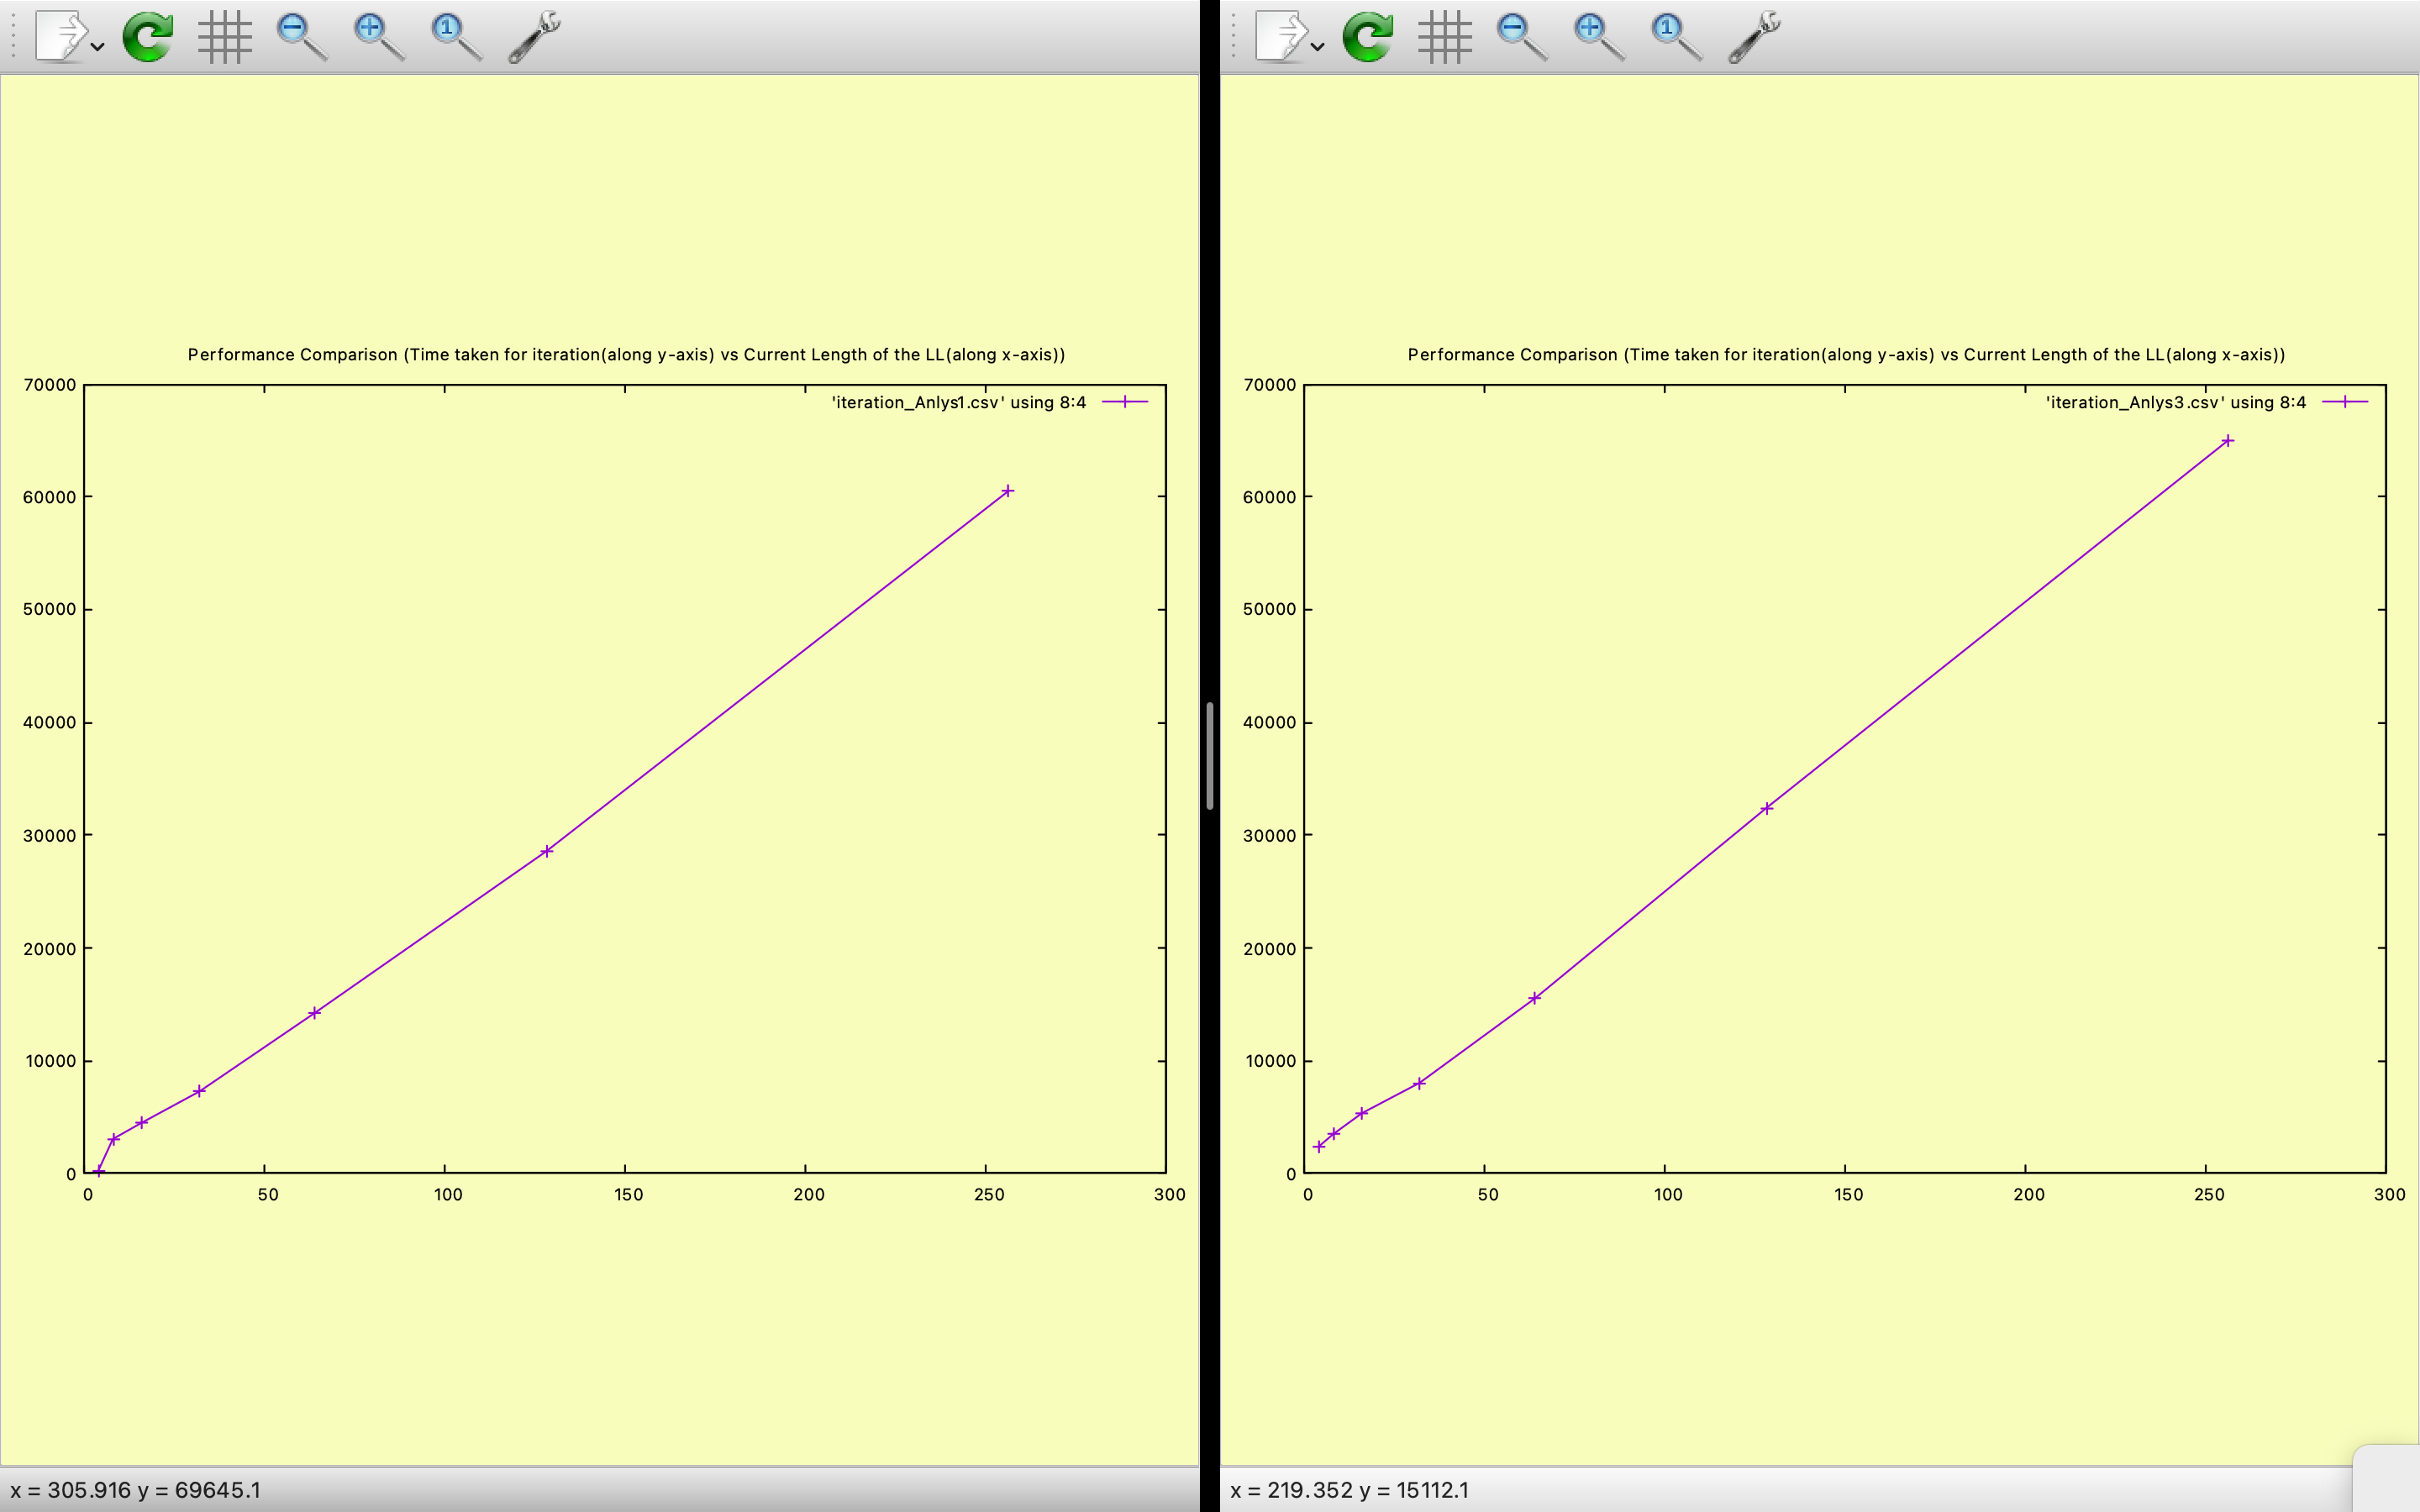 1
1
Performance Comparison (Time taken for iteration(along y-axis) vs Current Length of the LL(along x-axis))
'iteration_Anlys1.csv' using 8:4
70000
60000
50000
40000
30000
20000
10000
0
0 50 100 150 200 250 300
x = 305.916 y = 69645.1
Performance Comparison (Time taken for iteration(along y-axis) vs Current Length of the LL(along x-axis))
'iteration_Anlys3.csv' using 8:4
70000
60000
50000
40000
30000
20000
10000
0
0 50 100 150 200 250 300
x = 219.352 y = 15112.1